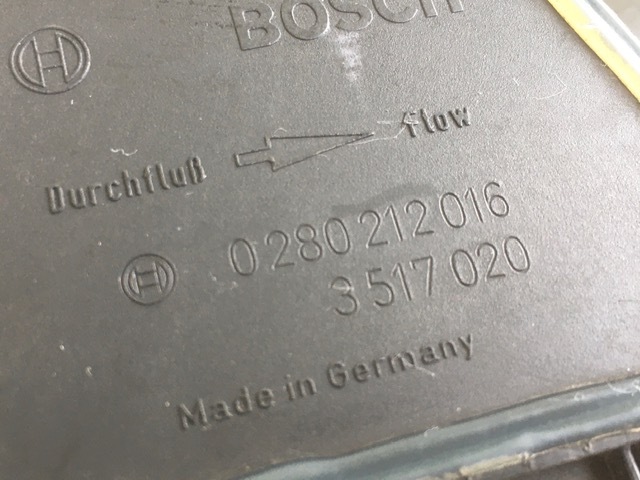 BOSCH
Durchfluß flow
0 280 212 016
3 517 020
Made in Germany